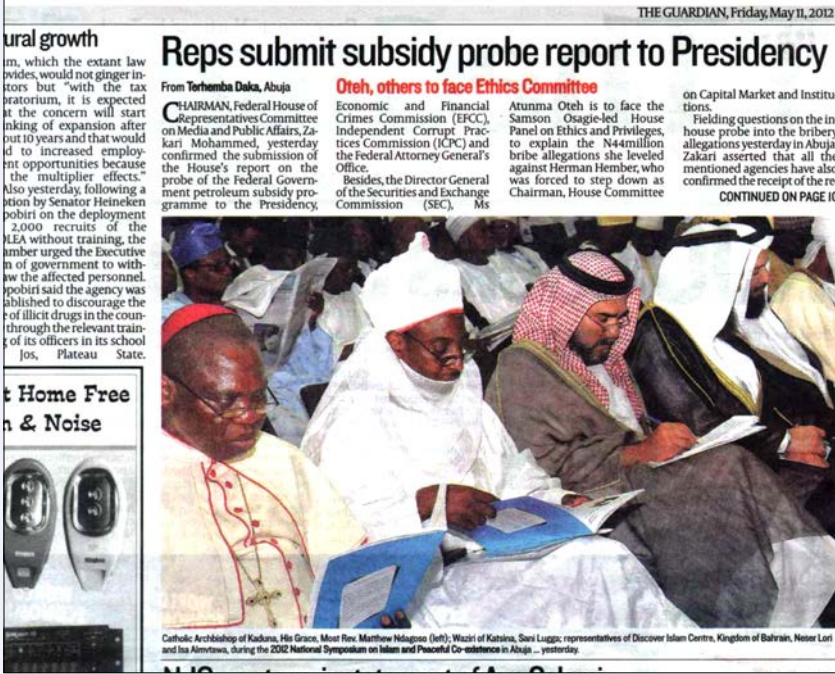 THE GUARDIAN, Friday, May 11, 2012
ural growth
m, which the extant law
ovides, would not ginger in-
stors but "with the tax
oratorium, it is expected
at the concern will start
inking of expansion after
out 10 years and that would
d to increased employ-
ent opportunities because
the multiplier effects."
Also yesterday, following a
otion by Senator Heineken
opobiri on the deployment
2,000 recruits of the
LEA without training, the
amber urged the Executive
m of government to with-
aw the affected personnel.
opobiri said the agency was
ablished to discourage the
e of illicit drugs in the coun-
through the relevant train-
g of its officers in its school
Jos, Plateau State.
t Home Free
n & Noise
Reps submit subsidy probe report to Presidency
From Terhemba Daka, Abuja
CHAIRMAN, Federal House of
Representatives Committee
on Media and Public Affairs, Za-
kari Mohammed, yesterday
confirmed the submission of
the House's report on the
probe of the Federal Govern-
ment petroleum subsidy pro-
gramme to the Presidency,
Oteh, others to face Ethics Committee
Economic and Financial
Crimes Commission (EFCC),
Independent Corrupt Prac-
tices Commission (ICPC) and
the Federal Attorney General's
Office.
Besides, the Director General
of the Securities and Exchange
Commission (SEC), Ms
Atunma Oteh is to face the
Samson Osagie-led House
Panel on Ethics and Privileges,
to explain the N44million
bribe allegations she leveled
against Herman Hember, who
was forced to step down as
Chairman, House Committee
on Capital Market and Institu
tions.
Fielding questions on the in
house probe into the briber
allegations yesterday in Abuja
Zakari asserted that all the
mentioned agencies have also
confirmed the receipt of the re
CONTINUED ON PAGE 10
Catholic Archbishop of Kaduna, His Grace, Most Rev. Matthew Ndagoso (left); Waziri of Katsina, Sani Lugga; representatives of Discover Islam Centre, Kingdom of Bahrain, Neser Lori
and Isa Almvtawa, during the 2012 National Symposium on Islam and Peaceful Co-existence in Abuja ... yesterday.